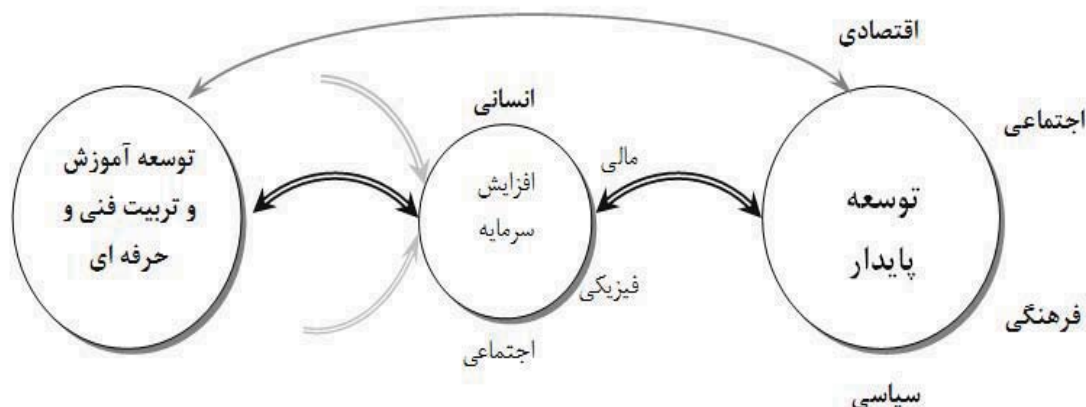 اقتصادی
اجتماعی
توسعه
پایدار
فرهنگی
سیاسی
انسانی
مالی
افزایش
سرمایه
فیزیکی
اجتماعی
توسعه آموزش
و تربیت فنی و
حرفه ای